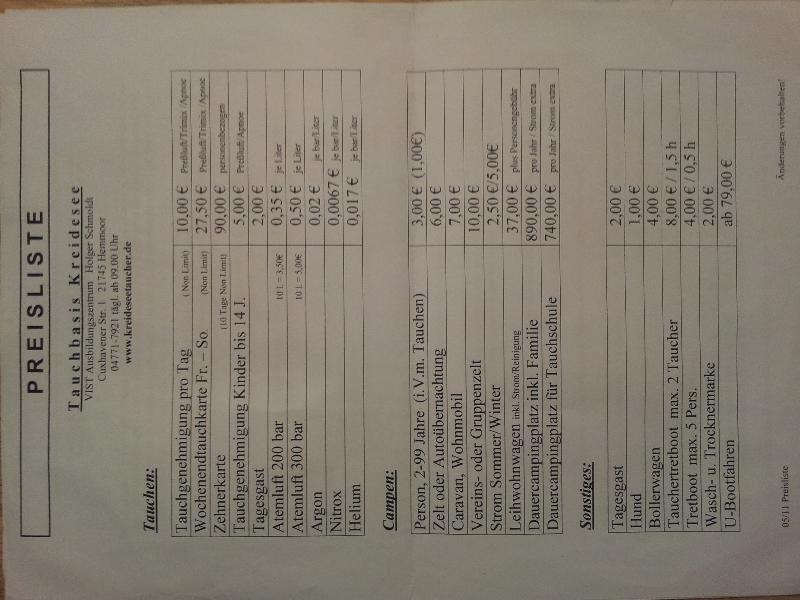 PREISLISTE
Tauchbasis Kreidesee
VIST Ausbildungszentrum Holger Schmoldt
Cuxhavener Str. 1 21745 Hemmoor
04771-7921 tägl. ab 09.00 Uhr
www.kreideseetaucher.de
Tauchen:
Tauchgenehmigung pro Tag ( Non Limit) 10,00 € Preßluft/Trimix /Apnoe
Wochenendtauchkarte Fr. – So. (Non Limit) 27,50 € Preßluft/Trimix /Apnoe
Zehnerkarte (10 Tage Non Limit) 90,00 € personenbezogen
Tauchgenehmigung Kinder bis 14 J. 5,00 € Preßluft/Apnoe
Tagesgast 2,00 €
Atemluft 200 bar 10 L = 3,50€ 0,35 € je Liter
Atemluft 300 bar 10 L = 5,00€ 0,50 € je Liter
Argon 0,02 € je bar/Liter
Nitrox 0,0067 € je bar/Liter
Helium 0,017 € je bar/Liter
Campen:
Person, 2-99 Jahre (i.V.m. Tauchen) 3,00 € (1,00€)
Zelt oder Autoübernachtung 6,00 €
Caravan, Wohnmobil 7,00 €
Vereins- oder Gruppenzelt 10,00 €
Strom Sommer/Winter 2,50 €/5,00€
Leihwohnwagen inkl. Strom/Reinigung 37,00 € plus Personengebühr
Dauercampingplatz inkl. Familie 890,00 € pro Jahr / Strom extra
Dauercampingplatz für Tauchschule 740,00 € pro Jahr / Strom extra
Sonstiges:
Tagesgast 2,00 €
Hund 1,00 €
Bollerwagen 4,00 €
Tauchertretboot max. 2 Taucher 8,00 € / 1,5 h
Tretboot max. 5 Pers. 4,00 € / 0,5 h
Wasch- u. Trocknermarke 2,00 €
U-Bootfahren ab 79,00 €
05/11 Preisliste Änderungen vorbehalten!